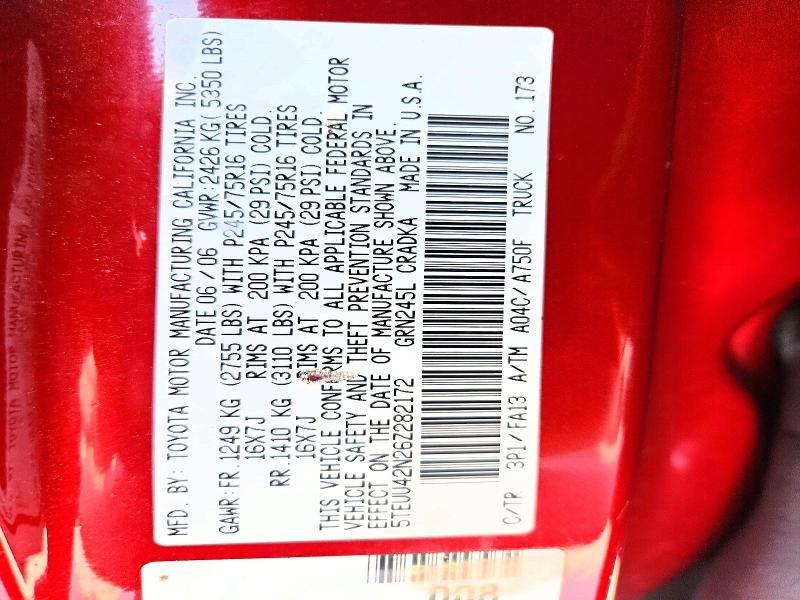 MFD. BY: TOYOTA MOTOR MANUFACTURING CALIFORNIA INC.
DATE 06/06 GVWR:2426 KG( 5350 LBS)
GAWR:FR.1249 KG (2755 LBS) WITH P245/75R16 TIRES
16X7J RIMS AT 200 KPA (29 PSI) COLD.
RR.1410 KG (3110 LBS) WITH P245/75R16 TIRES
16X7J RIMS AT 200 KPA (29 PSI) COLD.
THIS VEHICLE CONFORMS TO ALL APPLICABLE FEDERAL MOTOR
VEHICLE SAFETY AND THEFT PREVENTION STANDARDS IN
EFFECT ON THE DATE OF MANUFACTURE SHOWN ABOVE.
5TEUU42N26Z282172 GRN245L CRADKA MADE IN U.S.A.
C/TR 3P1/FA13 A/TM A04C/A750F TRUCK NO. 173